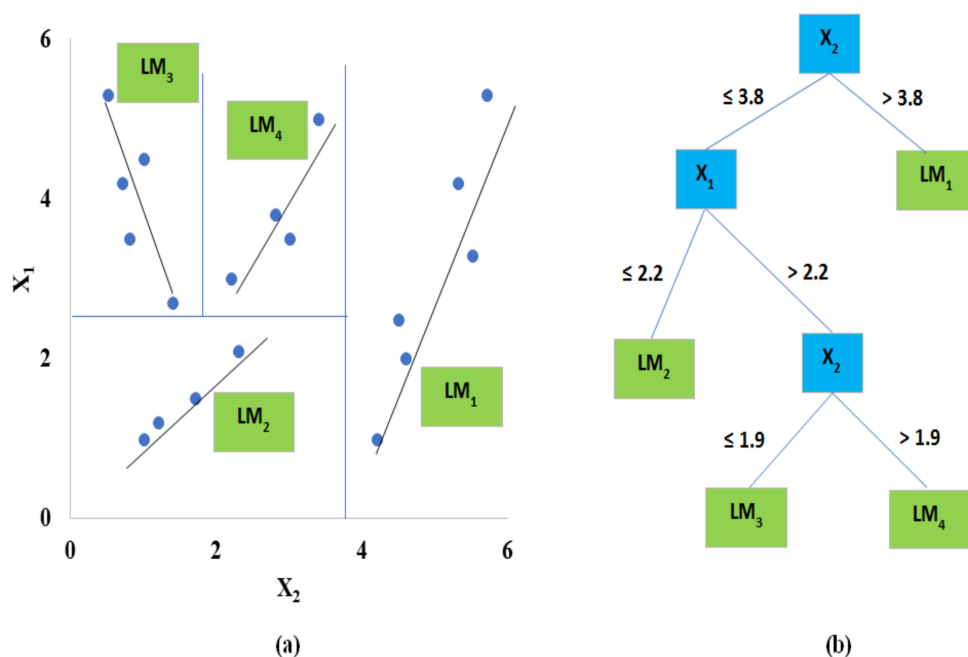 6
4
2
0
X₁
LM₃
LM₄
LM₂
LM₁
0 2 4 6
X₂
(a)
X₂
≤ 3.8 > 3.8
X₁ LM₁
≤ 2.2 > 2.2
LM₂ X₂
≤ 1.9 > 1.9
LM₃ LM₄
(b)